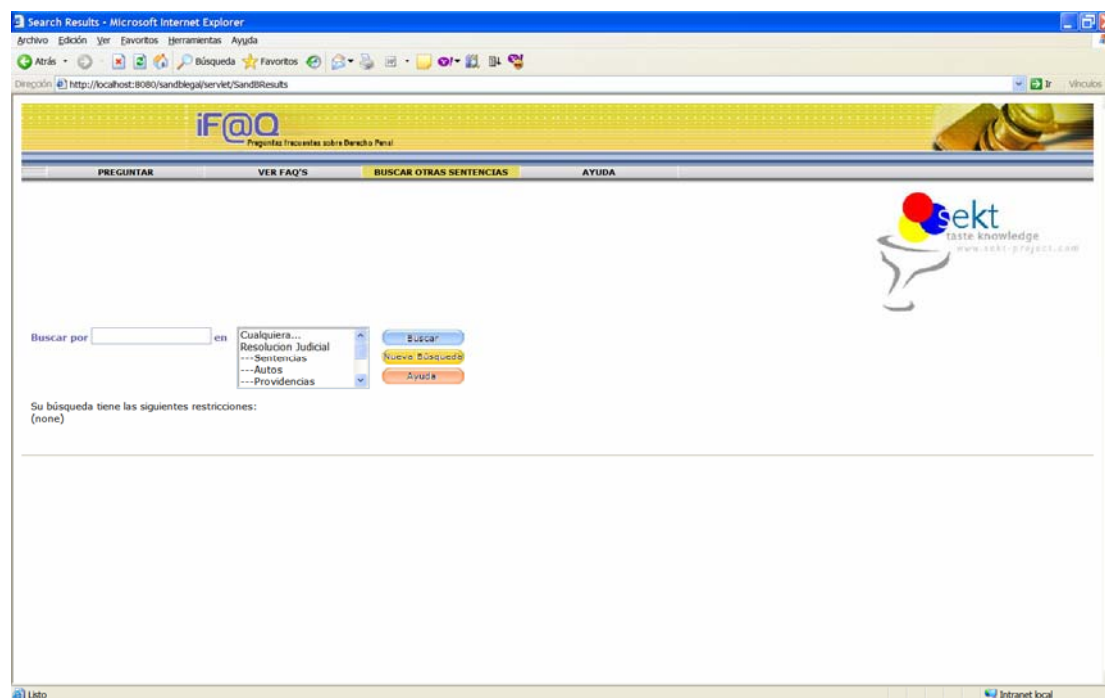 Search Results - Microsoft Internet Explorer
Archivo Edición Ver Favoritos Herramientas Ayuda
Atrás Búsqueda Favoritos
Dirección http://localhost:8080/sandblegal/servlet/SandBResults Ir Vínculos
iF@Q
Preguntas frecuentes sobre Derecho Penal
PREGUNTAR VER FAQ'S BUSCAR OTRAS SENTENCIAS AYUDA
sekt
taste knowledge
www.sekt-project.com
Buscar por en Cualquiera... Buscar
Resolucion Judicial
---Sentencias Nueva Búsqueda
---Autos Ayuda
---Providencias
Su búsqueda tiene las siguientes restricciones:
(none)
Listo Intranet local